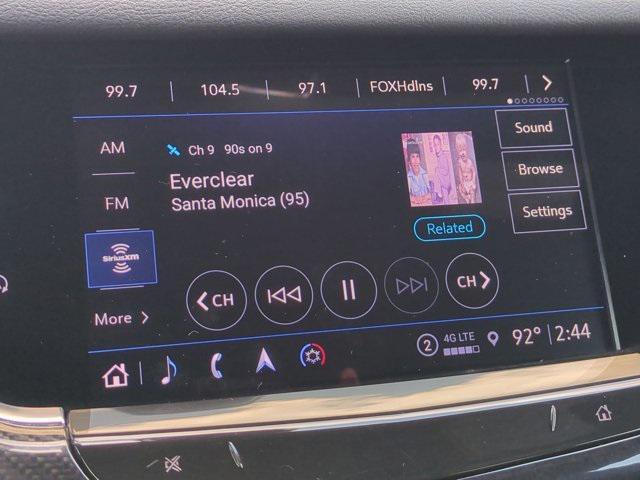 99.7 104.5 97.1 FOXHdlns 99.7
Sound
AM
Ch 9 90s on 9
Browse
Everclear
Santa Monica (95)
FM
Settings
Related
SiriusXM
CH
CH
More
2 4G LTE 92° 2:44